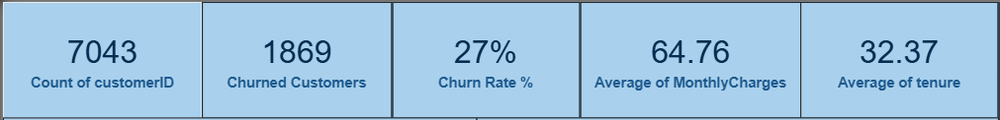 7043
Count of customerID
1869
Churned Customers
27%
Churn Rate %
64.76
Average of MonthlyCharges
32.37
Average of tenure